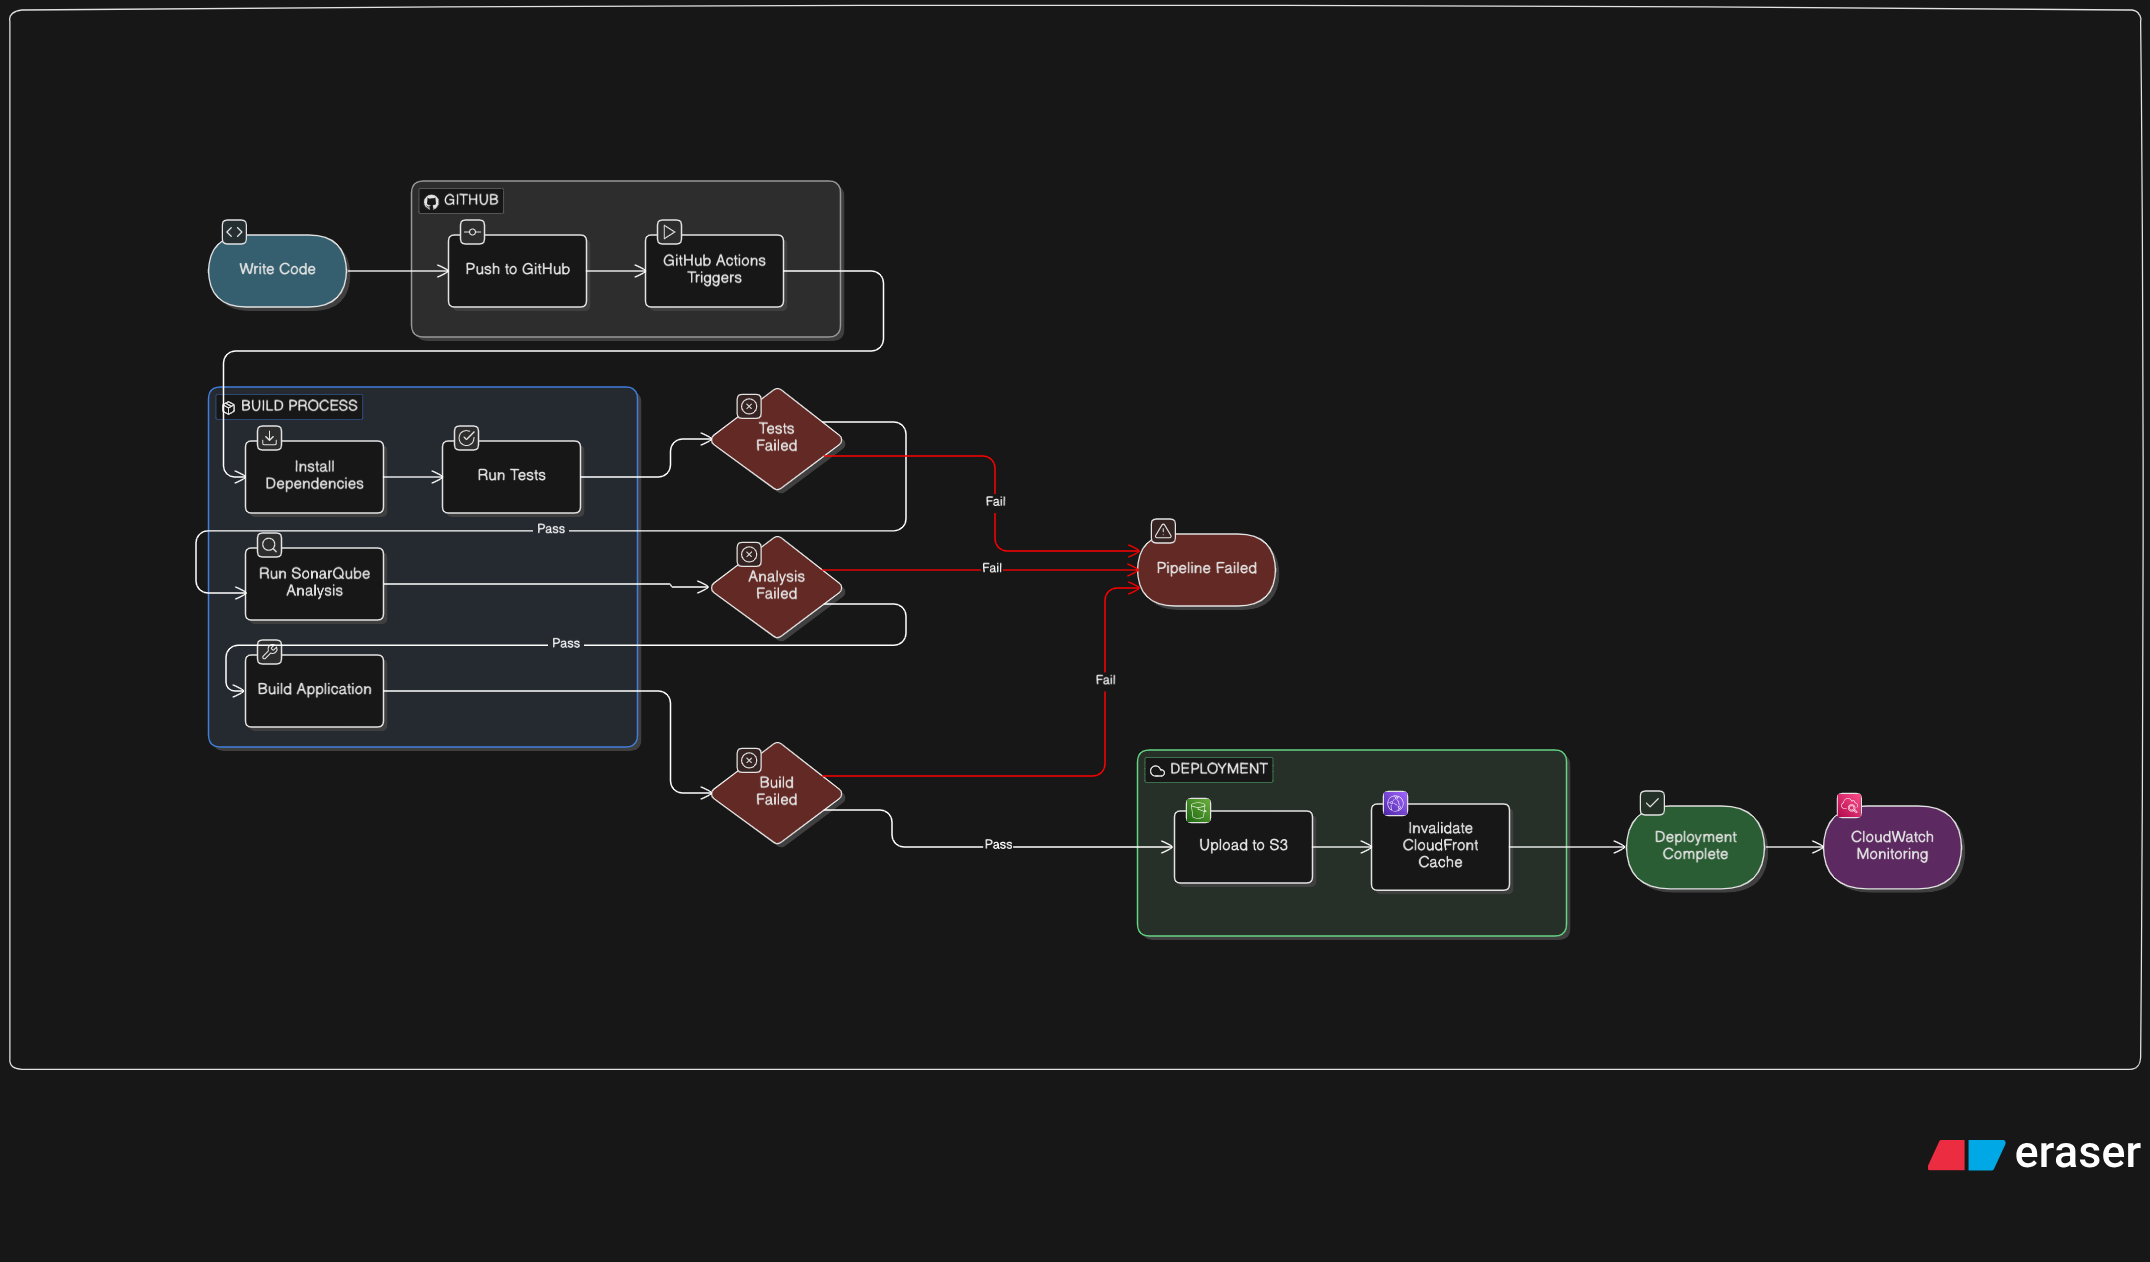 GITHUB
Write Code
Push to GitHub
GitHub Actions
Triggers
BUILD PROCESS
Install
Dependencies
Run Tests
Tests
Failed
Fail
Pass
Run SonarQube
Analysis
Analysis
Failed
Fail
Pipeline Failed
Pass
Build Application
Fail
Build
Failed
Pass
DEPLOYMENT
Upload to S3
Invalidate
CloudFront
Cache
Deployment
Complete
CloudWatch
Monitoring
eraser